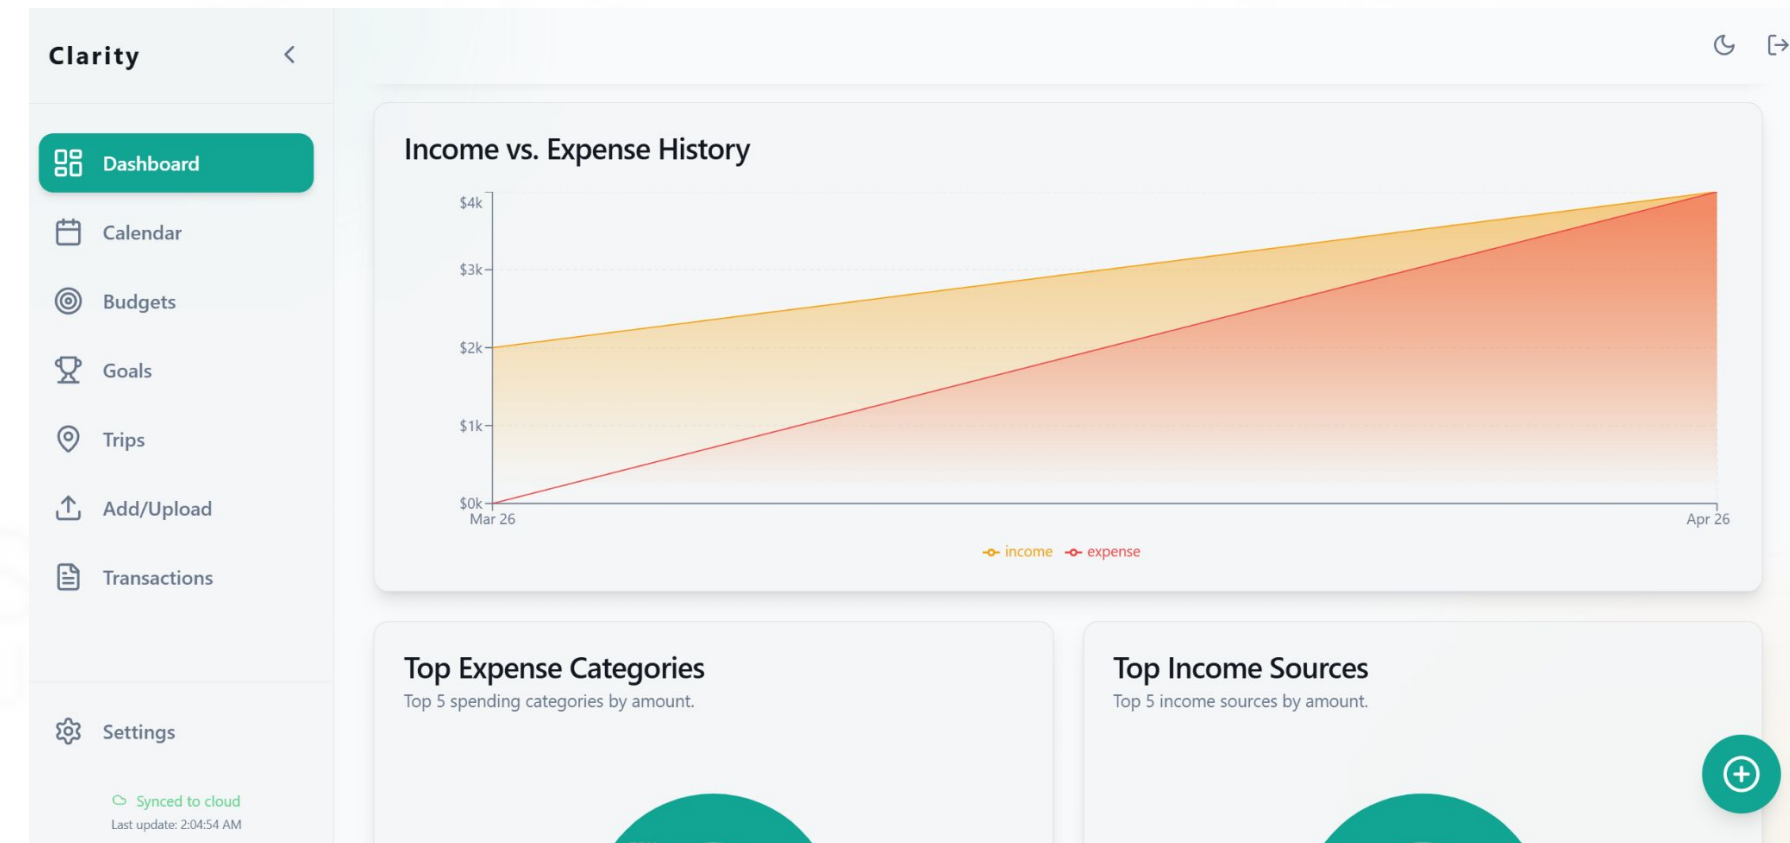 Clarity
Dashboard
Calendar
Budgets
Goals
Trips
Add/Upload
Transactions
Settings
Synced to cloud
Last update: 2:04:54 AM
Income vs. Expense History
$4k
$3k
$2k
$1k
$0k
Mar 26
Apr 26
income
expense
Top Expense Categories
Top 5 spending categories by amount.
Top Income Sources
Top 5 income sources by amount.